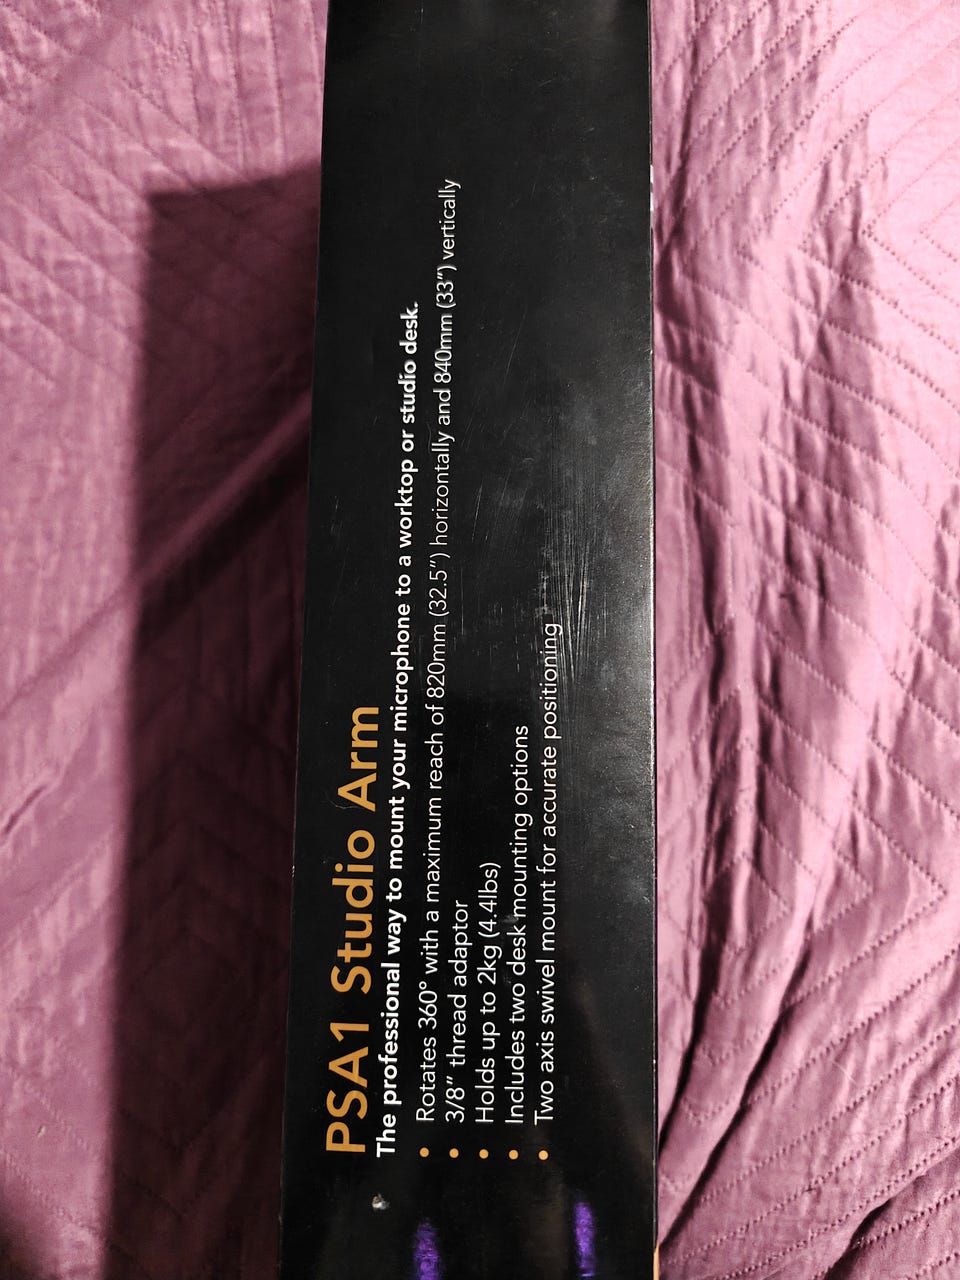 PSA1 Studio Arm
The professional way to mount your microphone to a worktop or studio desk.
• Rotates 360° with a maximum reach of 820mm (32.5") horizontally and 840mm (33") vertically
• 3/8" thread adaptor
• Holds up to 2kg (4.4lbs)
• Includes two desk mounting options
• Two axis swivel mount for accurate positioning